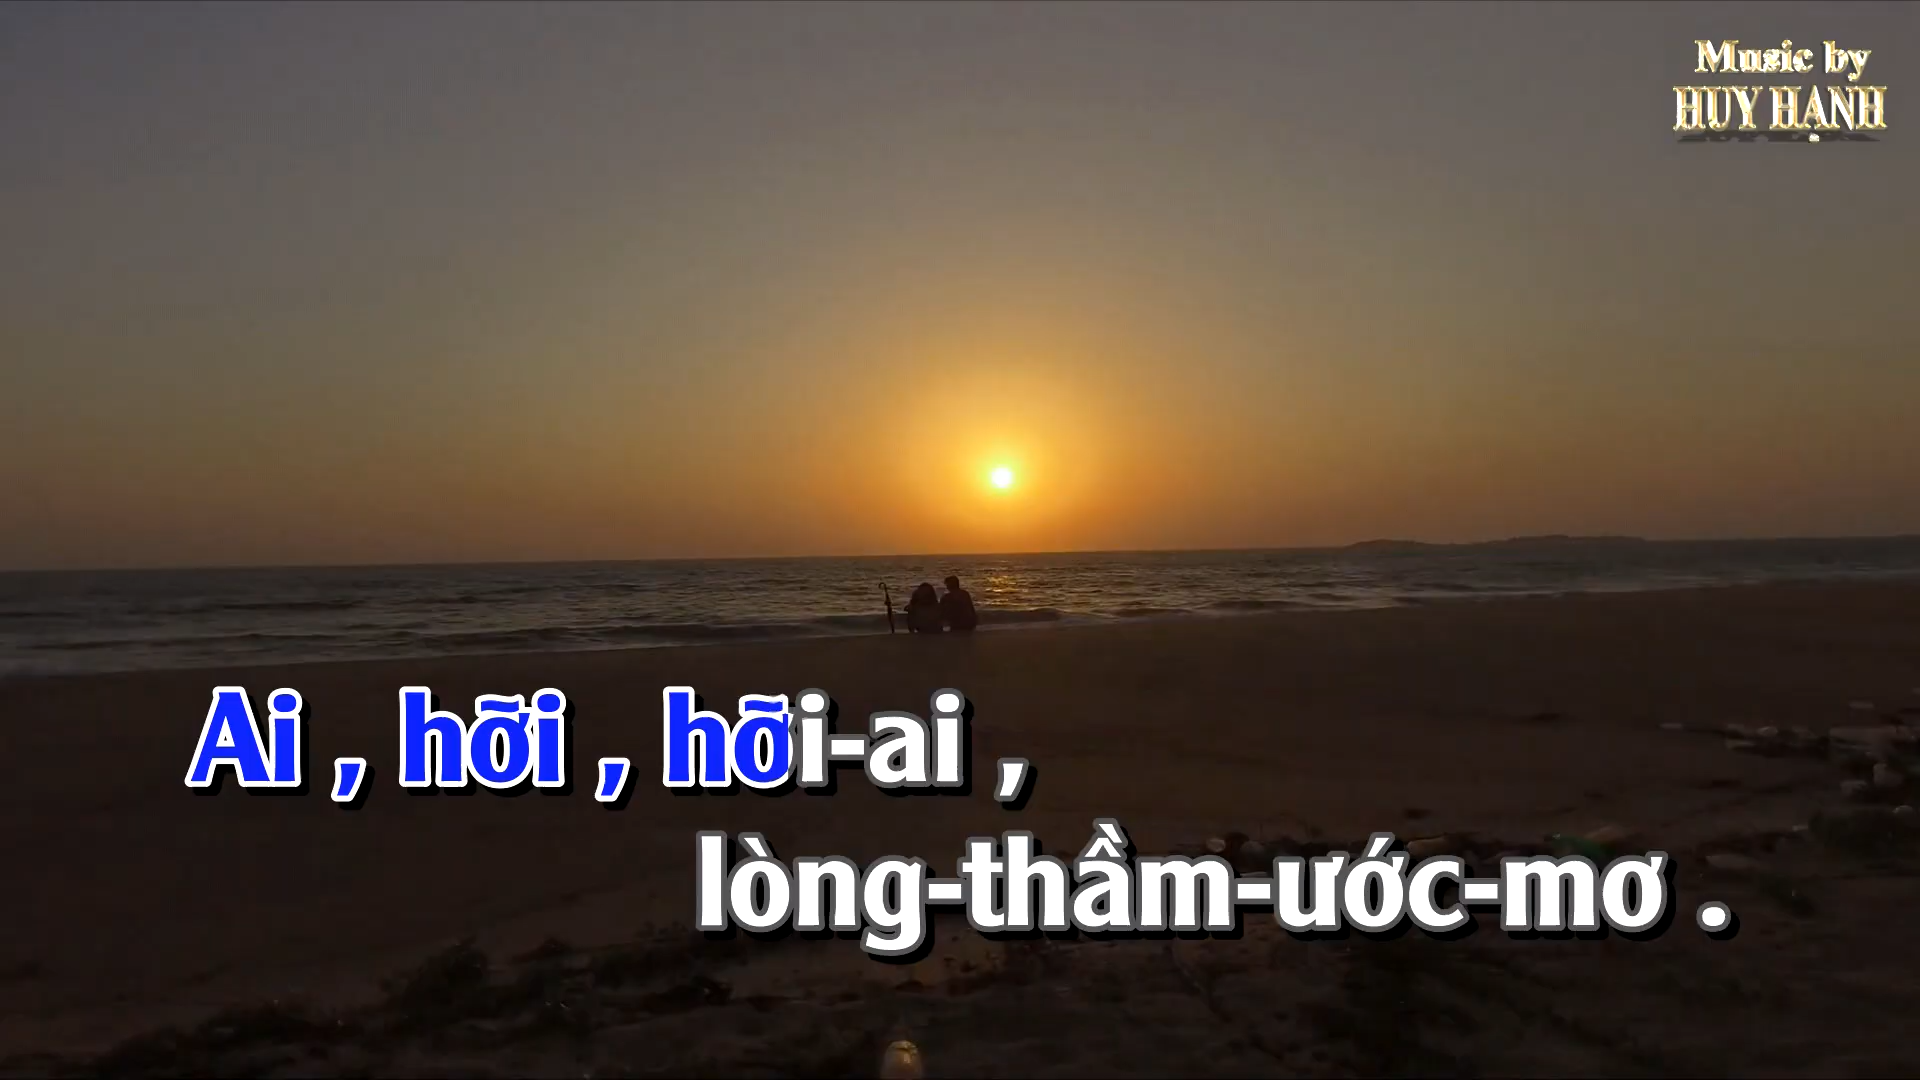 Music by
HUY HẠNH
Ai , hỡi , hỡi-ai ,
lòng-thầm-ước-mơ .